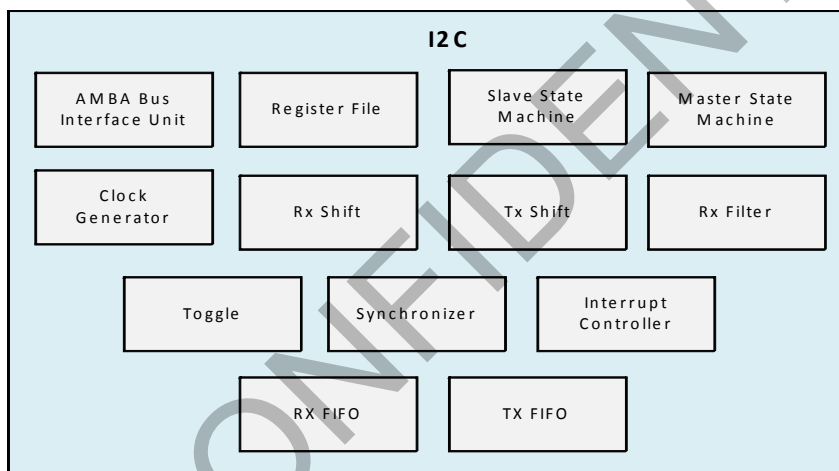 I2C
AMBA Bus
Interface Unit
Register File
Slave State
Machine
Master State
Machine
Clock
Generator
Rx Shift
Tx Shift
Rx Filter
Toggle
Synchronizer
Interrupt
Controller
RX FIFO
TX FIFO
ONFIDEN